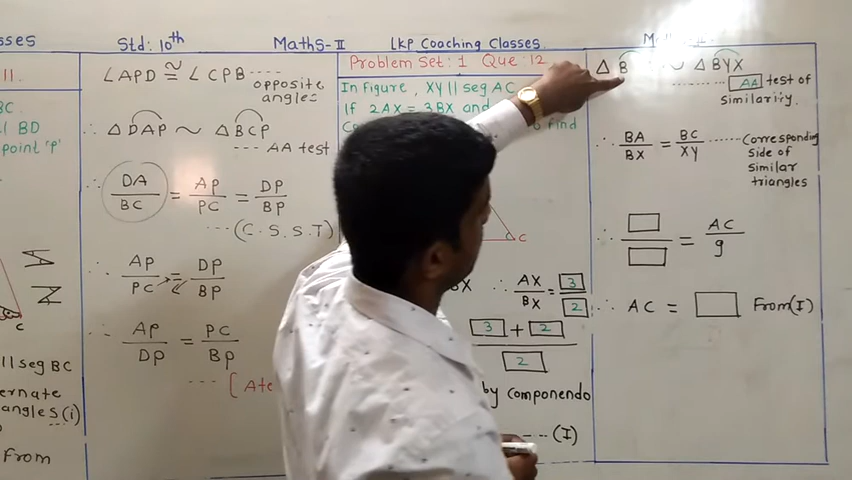 sses
Std: 10th
Maths-II
LKP Coaching Classes.
11.
BC.
BD
point 'P'
C
|| seg BC
ernate
angles (i)
From
∠APD ≅ ∠CPB ----
opposite
angles
∴ △DAP ~ △BCP
--- AA test
∴ DA/BC = AP/PC = DP/BP
--- (C.S.S.T)
∴ AP/PC = DP/BP
∴ AP/DP = PC/BP
---
Problem Set: 1 Que: 12
In Figure, XY || seg AC
If 2AX = 3BX and
to find
C
BX ∴ AX/BX = 3/2
3 + 2
2
by componendo
--- (I)
△ B ~ △BYX
-------- AA test of
similarity.
∴ BA/BX = BC/XY ------ Corresponding
side of
similar
triangles
∴ □/□ = AC/9
∴ AC = □ From (I)